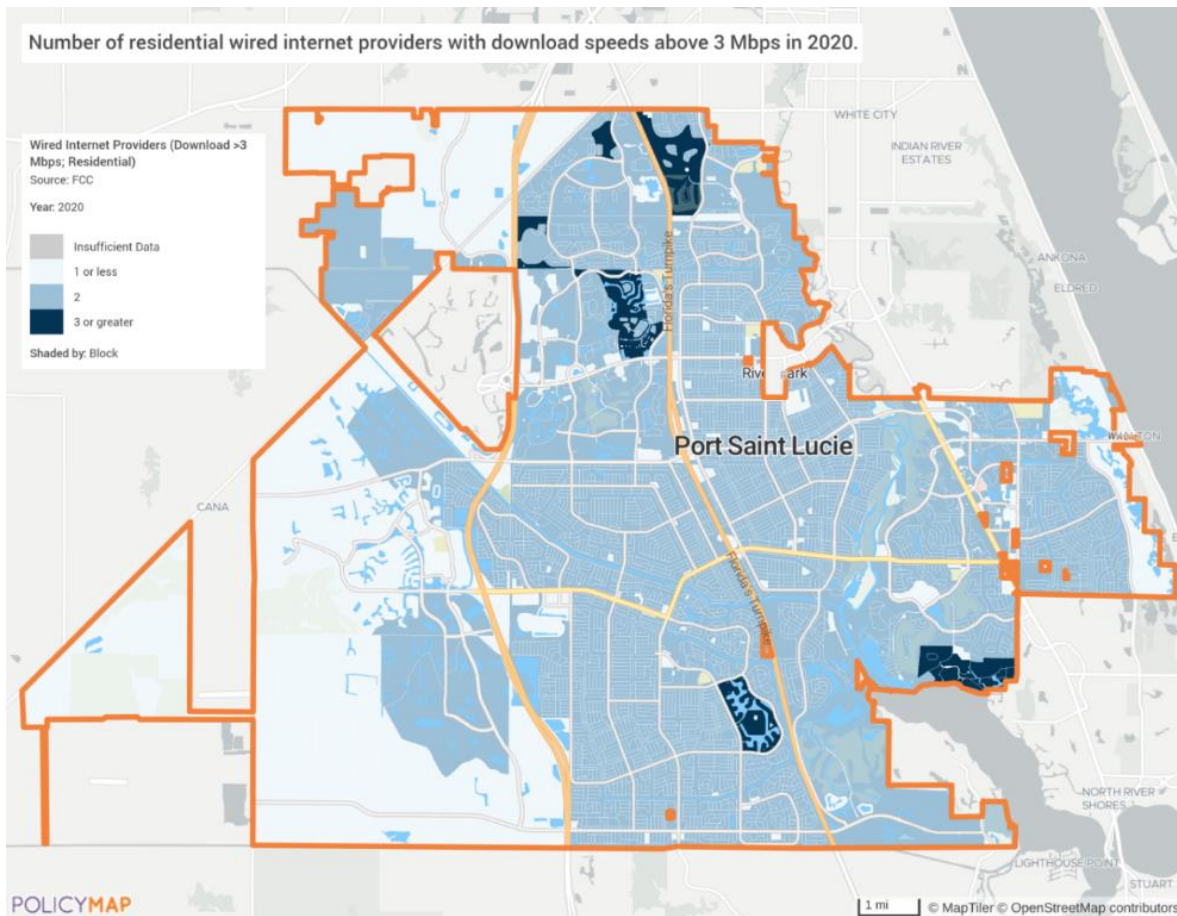 Number of residential wired internet providers with download speeds above 3 Mbps in 2020.
WHITE CITY
Wired Internet Providers (Download >3
Mbps; Residential)
Source: FCC
Year: 2020
Insufficient Data
1 or less
2
3 or greater
Shaded by: Block
INDIAN RIVER
ESTATES
ANKONA
ELDRED
Florida's Turnpike
Port Saint Lucie
CANA
Florida's Turnpike
NORTH RIVER
SHORES
LIGHTHOUSE POINT
STUART
POLICYMAP
1 mi
© MapTiler © OpenStreetMap contributors